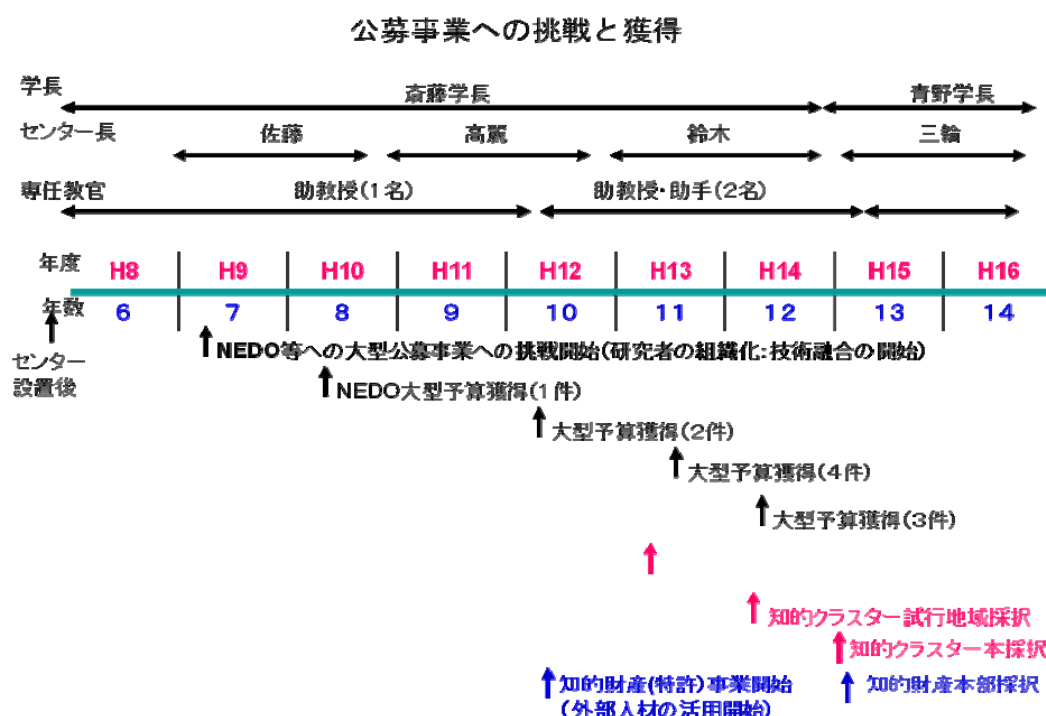 公募事業への挑戦と獲得
学長
斎藤学長
青野学長
センター長
佐藤
高麗
鈴木
三輪
専任教官
助教授(1名)
助教授・助手(2名)
年度
H8
H9
H10
H11
H12
H13
H14
H15
H16
年数
6
7
8
9
10
11
12
13
14
センター
設置後
NEDO等への大型公募事業への挑戦開始(研究者の組織化:技術融合の開始)
NEDO大型予算獲得(1件)
大型予算獲得(2件)
大型予算獲得(4件)
大型予算獲得(3件)
知的クラスター試行地域採択
知的クラスター本採択
知的財産(特許)事業開始
(外部人材の活用開始)
知的財産本部採択